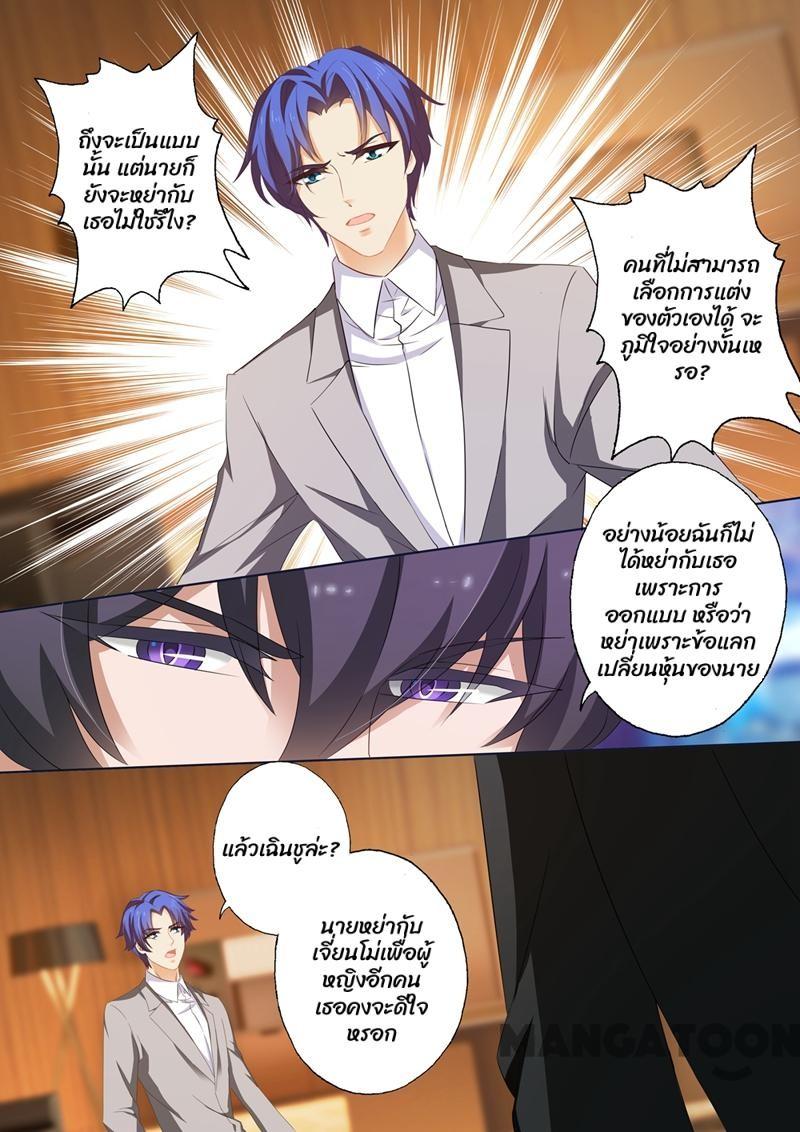 ถึงจะเป็นแบบ
นั้น แต่นายก็
ยังจะหย่ากับ
เธอไม่ใช่รึไง?
คนที่ไม่สามารถ
เลือกการแต่ง
ของตัวเองได้ จะ
ภูมิใจอย่างงั้นเห
รอ?
อย่างน้อยฉันก็ไม่
ได้หย่ากับเธอ
เพราะการ
ออกแบบ หรือว่า
หย่าเพราะข้อแลก
เปลี่ยนหุ้นของนาย
แล้วเฉินชูล่ะ?
นายหย่ากับ
เจี่ยนโม่เพื่อผู้
หญิงอีกคน
เธอคงจะดีใจ
หรอก
MANGATOON